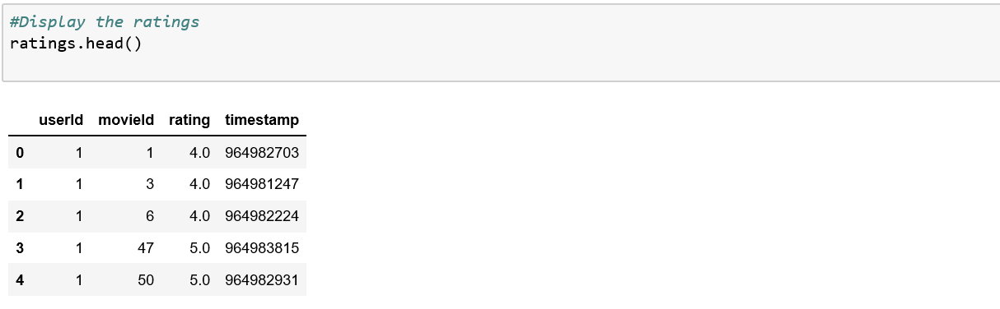 #Display the ratings
ratings.head()
userId movieId rating timestamp
0 1 1 4.0 964982703
1 1 3 4.0 964981247
2 1 6 4.0 964982224
3 1 47 5.0 964983815
4 1 50 5.0 964982931